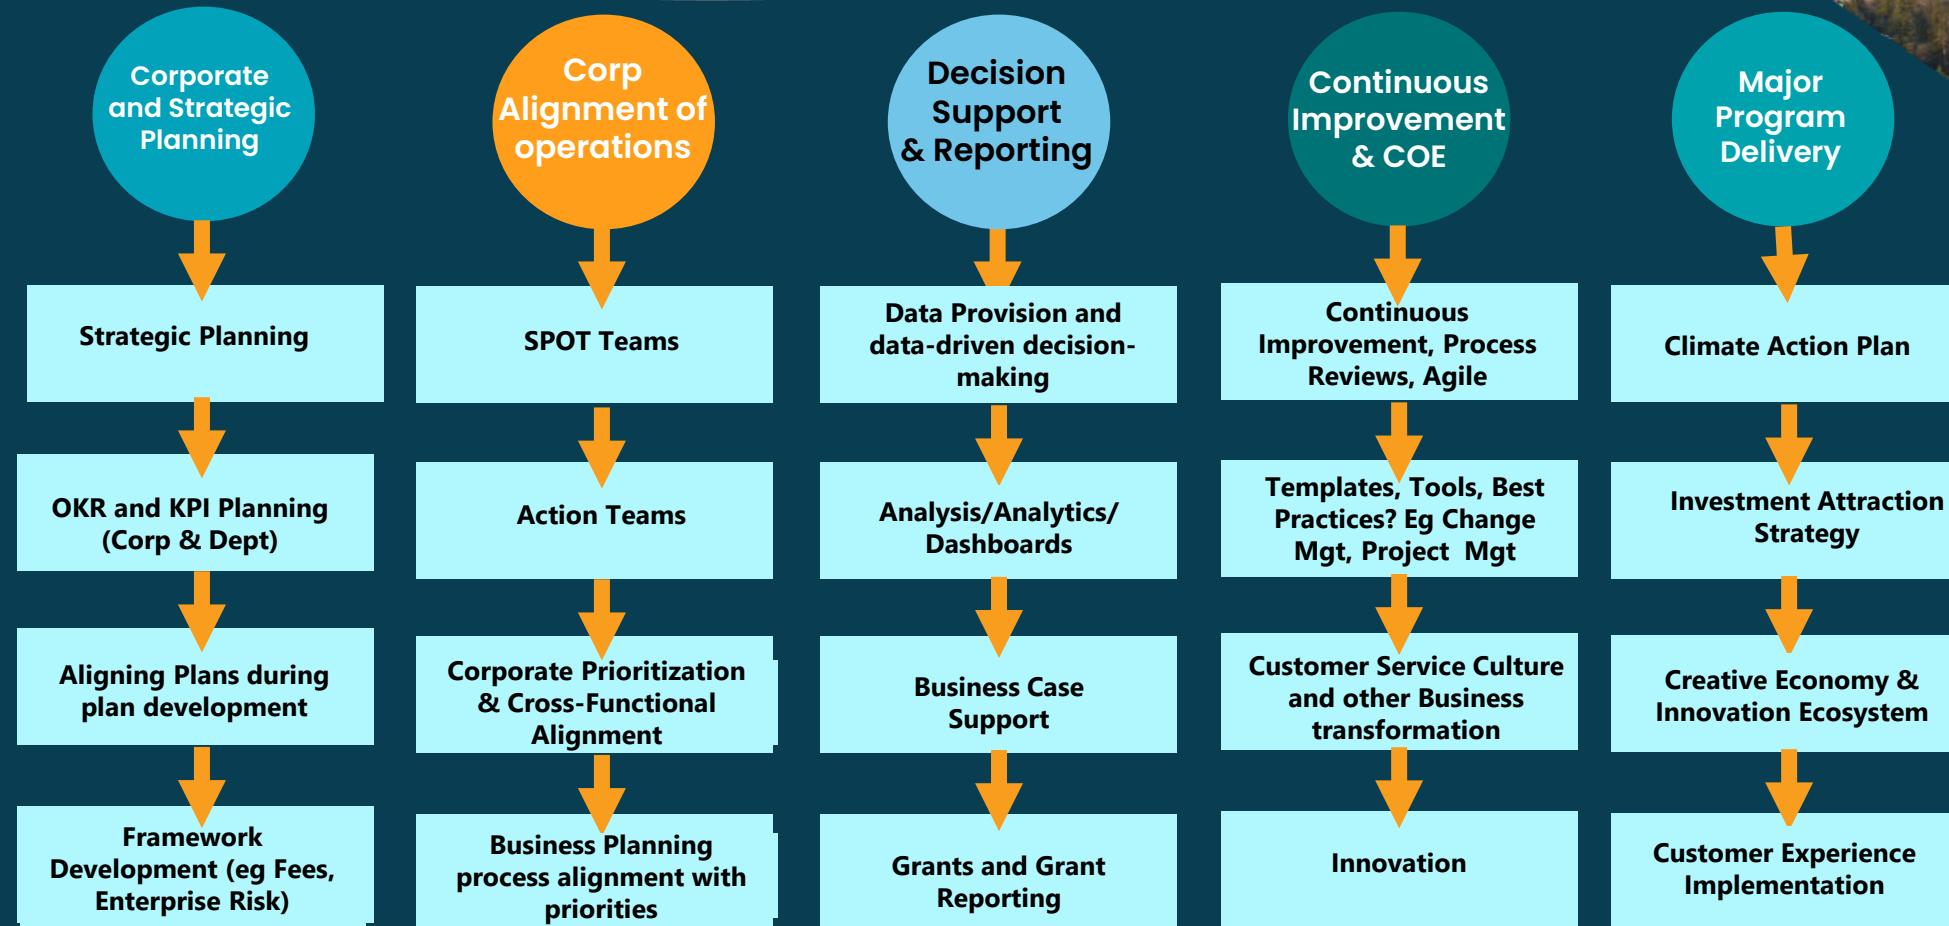 Corporate
and Strategic
Planning
Strategic Planning
OKR and KPI Planning
(Corp & Dept)
Aligning Plans during
plan development
Framework
Development (eg Fees,
Enterprise Risk)
Corp
Alignment of
operations
SPOT Teams
Action Teams
Corporate Prioritization
& Cross-Functional
Alignment
Business Planning
process alignment with
priorities
Decision
Support
& Reporting
Data Provision and
data-driven decision-
making
Analysis/Analytics/
Dashboards
Business Case
Support
Grants and Grant
Reporting
Continuous
Improvement
& COE
Continuous
Improvement, Process
Reviews, Agile
Templates, Tools, Best
Practices? Eg Change
Mgt, Project  Mgt
Customer Service Culture
and other Business
transformation
Innovation
Major
Program
Delivery
Climate Action Plan
Investment Attraction
Strategy
Creative Economy &
Innovation Ecosystem
Customer Experience
Implementation